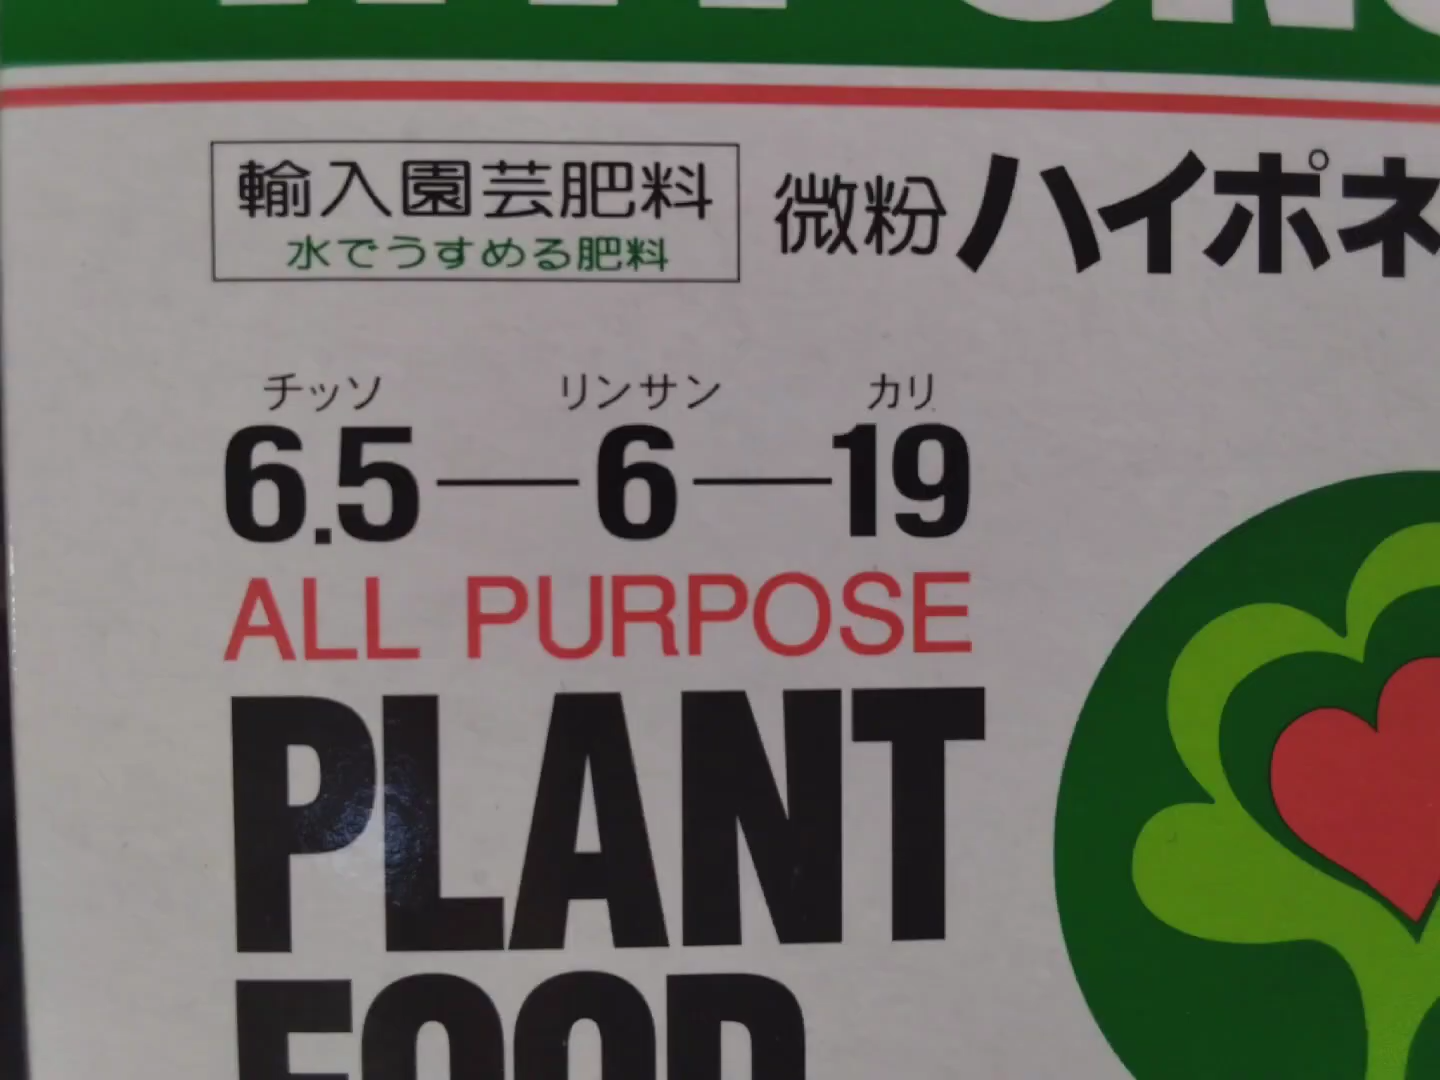 輸入園芸肥料
水でうすめる肥料
微粉ハイポネ
チッソ リンサン カリ
6.5—6—19
ALL PURPOSE
PLANT
FOOD